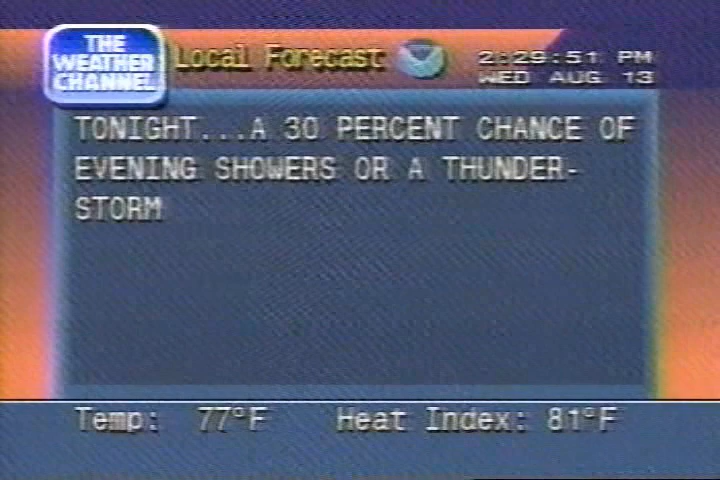 THE
WEATHER
CHANNEL
Local Forecast
2:29:51 PM
WED AUG 13
TONIGHT...A 30 PERCENT CHANCE OF
EVENING SHOWERS OR A THUNDER-
STORM
Temp: 77°F Heat Index: 81°F